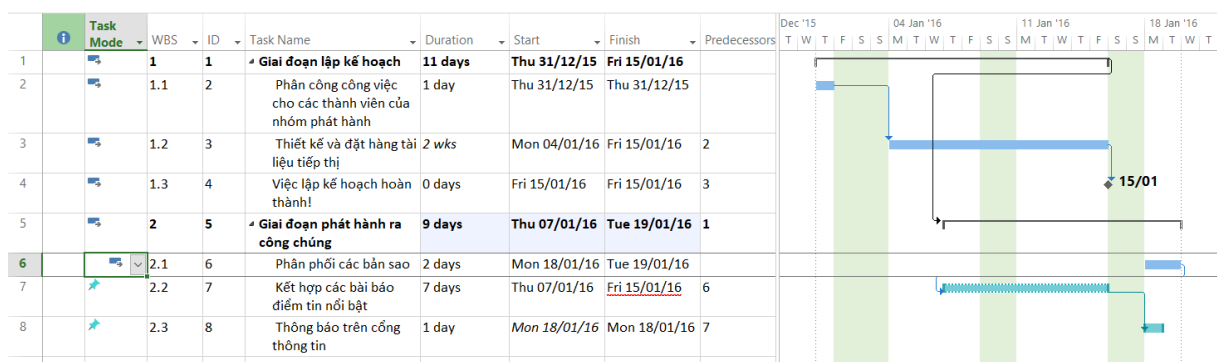 Task Mode WBS ID Task Name Duration Start Finish Predecessors Dec '15 04 Jan '16 11 Jan '16 18 Jan '16
T W T F S S M T W T F S S M T W T F S S M T W T
1 1 1 Giai đoạn lập kế hoạch 11 days Thu 31/12/15 Fri 15/01/16
2 1.1 2 Phân công công việc 1 day Thu 31/12/15 Thu 31/12/15
cho các thành viên của
nhóm phát hành
3 1.2 3 Thiết kế và đặt hàng tài 2 wks Mon 04/01/16 Fri 15/01/16 2
liệu tiếp thị
4 1.3 4 Việc lập kế hoạch hoàn 0 days Fri 15/01/16 Fri 15/01/16 3 15/01
thành!
5 2 5 Giai đoạn phát hành ra 9 days Thu 07/01/16 Tue 19/01/16 1
công chúng
6 2.1 6 Phân phối các bản sao 2 days Mon 18/01/16 Tue 19/01/16
7 2.2 7 Kết hợp các bài báo 7 days Thu 07/01/16 Fri 15/01/16 6
điểm tin nổi bật
8 2.3 8 Thông báo trên cổng 1 day Mon 18/01/16 Mon 18/01/16 7
thông tin